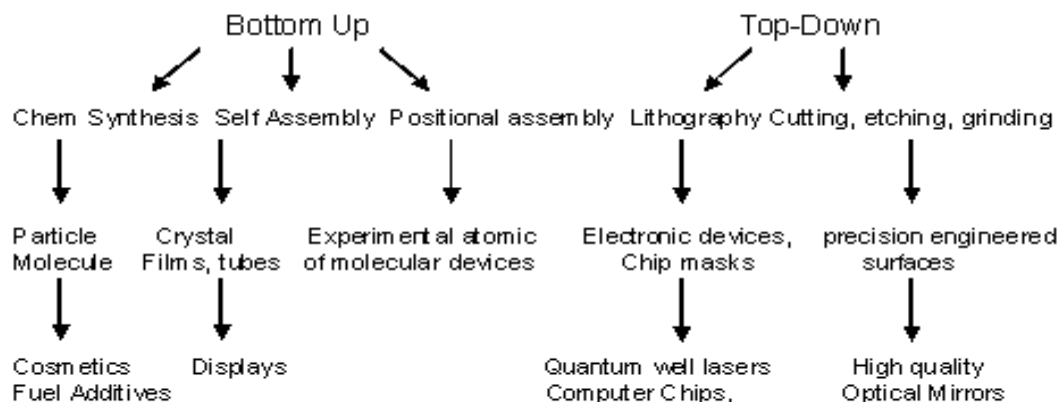 Bottom Up Top-Down
Chem Synthesis Self Assembly Positional assembly Lithography Cutting, etching, grinding
Particle Crystal Experimental atomic Electronic devices, precision engineered
Molecule Films, tubes of molecular devices Chip masks surfaces
Cosmetics Displays Quantum well lasers High quality
Fuel Additives Computer Chips, Optical Mirrors